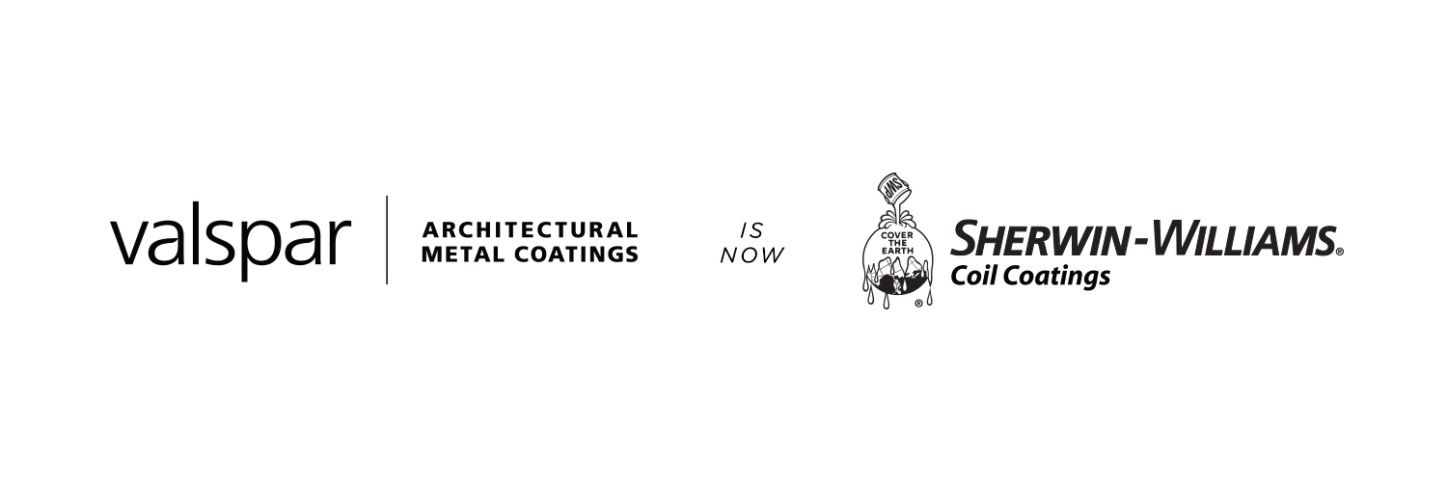 valspar
ARCHITECTURAL
METAL COATINGS
IS
NOW
SWP
COVER
THE
EARTH
®
SHERWIN-WILLIAMS®
Coil Coatings